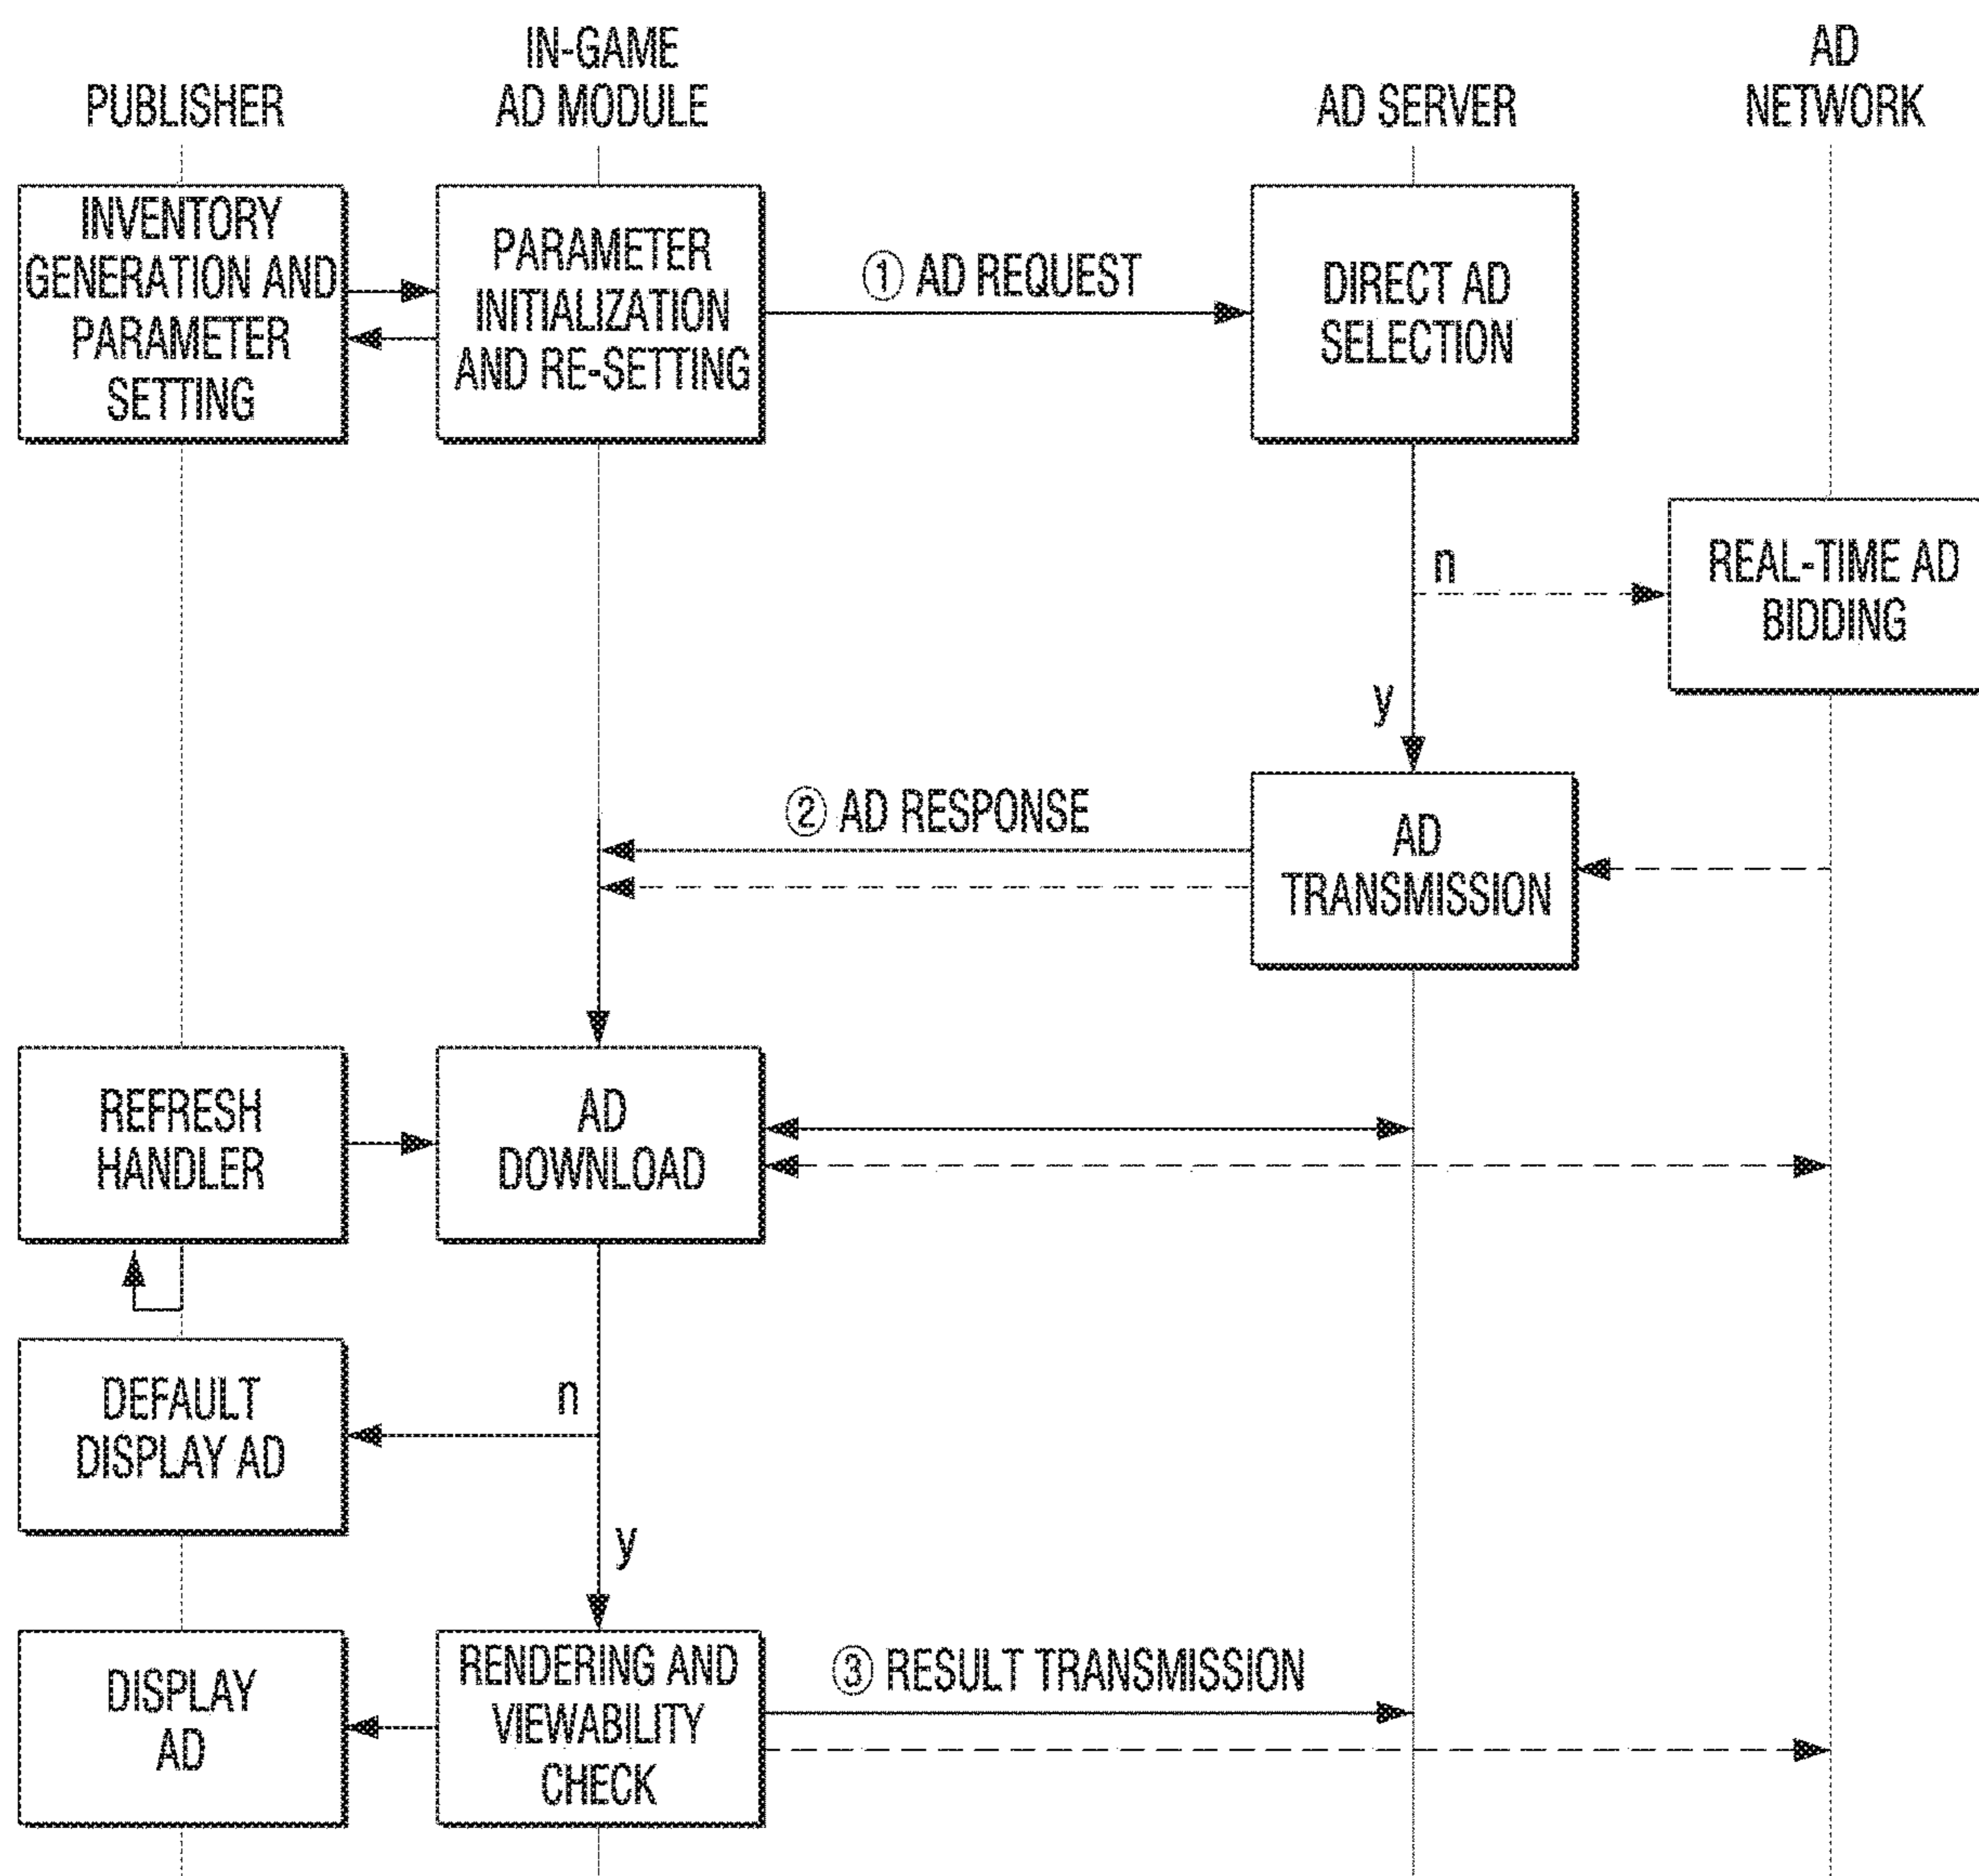 PUBLISHER
IN-GAME
AD MODULE
AD SERVER
AD
NETWORK
INVENTORY
GENERATION AND
PARAMETER
SETTING
PARAMETER
INITIALIZATION
AND RE-SETTING
① AD REQUEST
DIRECT AD
SELECTION
n
REAL-TIME AD
BIDDING
y
② AD RESPONSE
AD
TRANSMISSION
REFRESH
HANDLER
AD
DOWNLOAD
DEFAULT
DISPLAY AD
n
y
DISPLAY
AD
RENDERING AND
VIEWABILITY
CHECK
③ RESULT TRANSMISSION